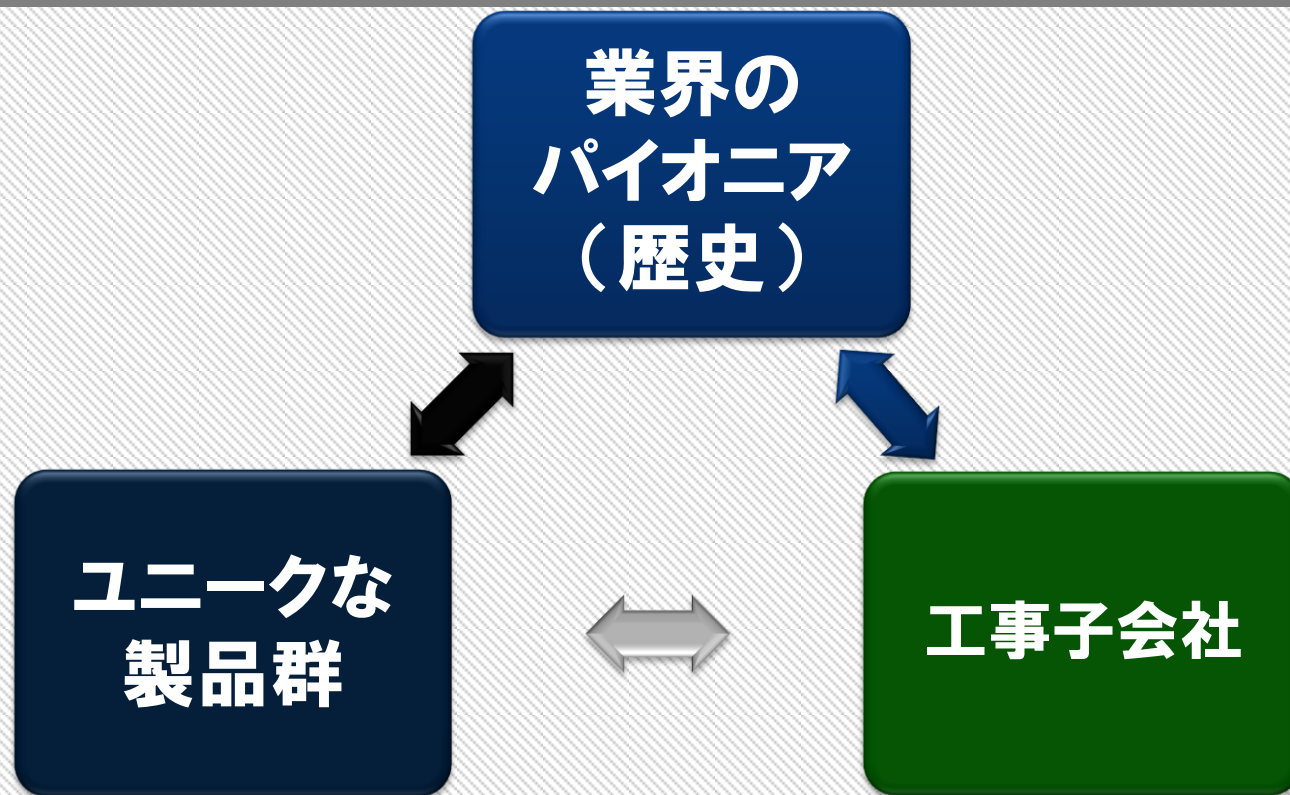 業界の
パイオニア
（歴史）
ユニークな
製品群
工事子会社